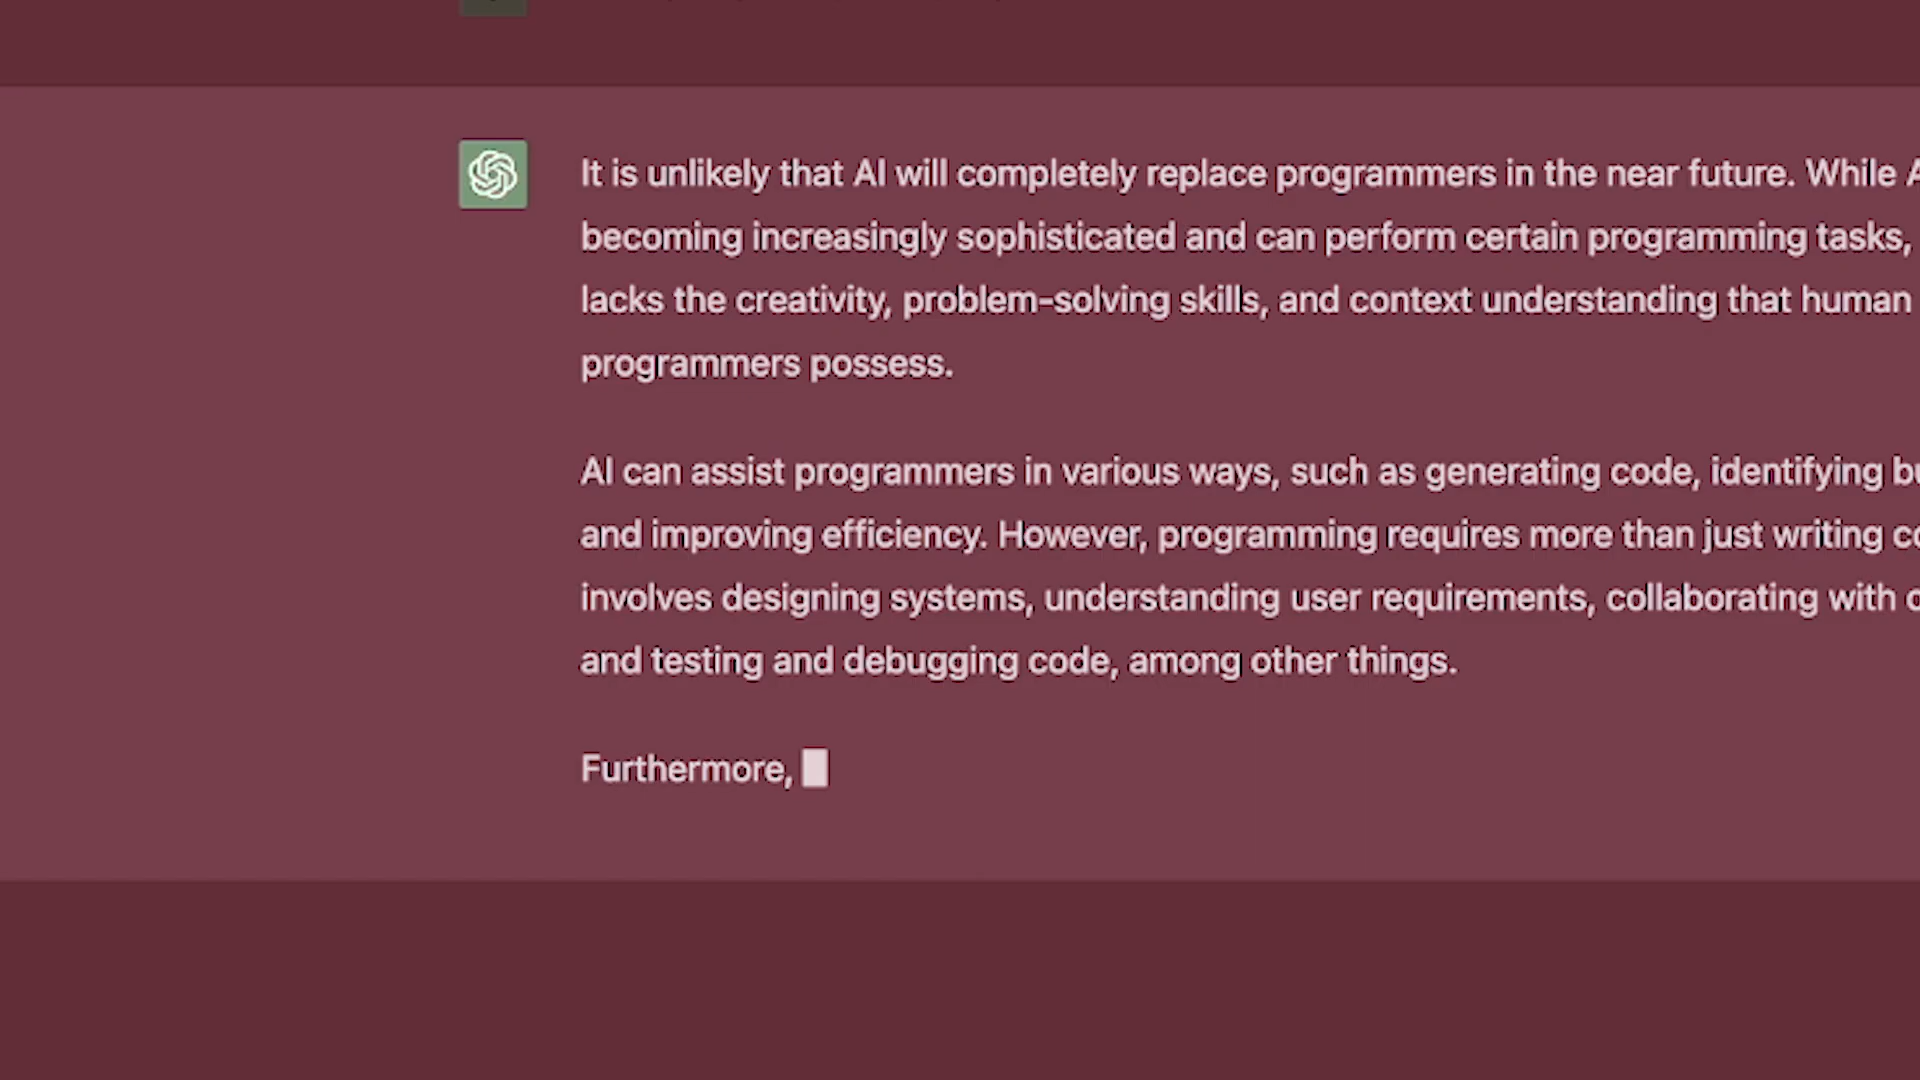 It is unlikely that AI will completely replace programmers in the near future. While
becoming increasingly sophisticated and can perform certain programming tasks,
lacks the creativity, problem-solving skills, and context understanding that human
programmers possess.
AI can assist programmers in various ways, such as generating code, identifying
and improving efficiency. However, programming requires more than just writing
involves designing systems, understanding user requirements, collaborating with
and testing and debugging code, among other things.
Furthermore,